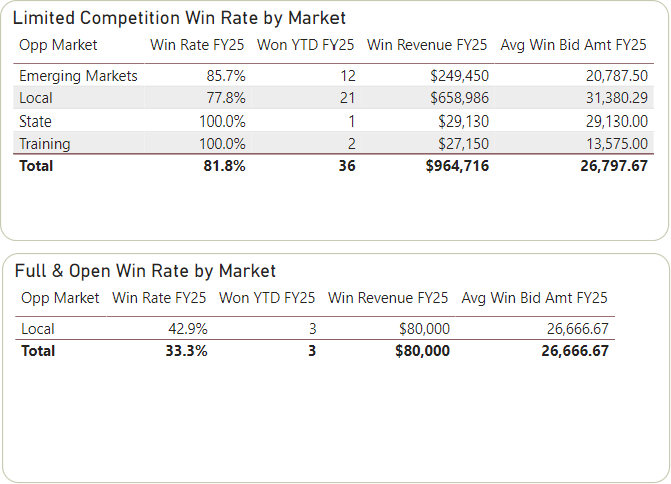 Limited Competition Win Rate by Market
Opp Market Win Rate FY25 Won YTD FY25 Win Revenue FY25 Avg Win Bid Amt FY25
Emerging Markets 85.7% 12 $249,450 20,787.50
Local 77.8% 21 $658,986 31,380.29
State 100.0% 1 $29,130 29,130.00
Training 100.0% 2 $27,150 13,575.00
Total 81.8% 36 $964,716 26,797.67
Full & Open Win Rate by Market
Opp Market Win Rate FY25 Won YTD FY25 Win Revenue FY25 Avg Win Bid Amt FY25
Local 42.9% 3 $80,000 26,666.67
Total 33.3% 3 $80,000 26,666.67